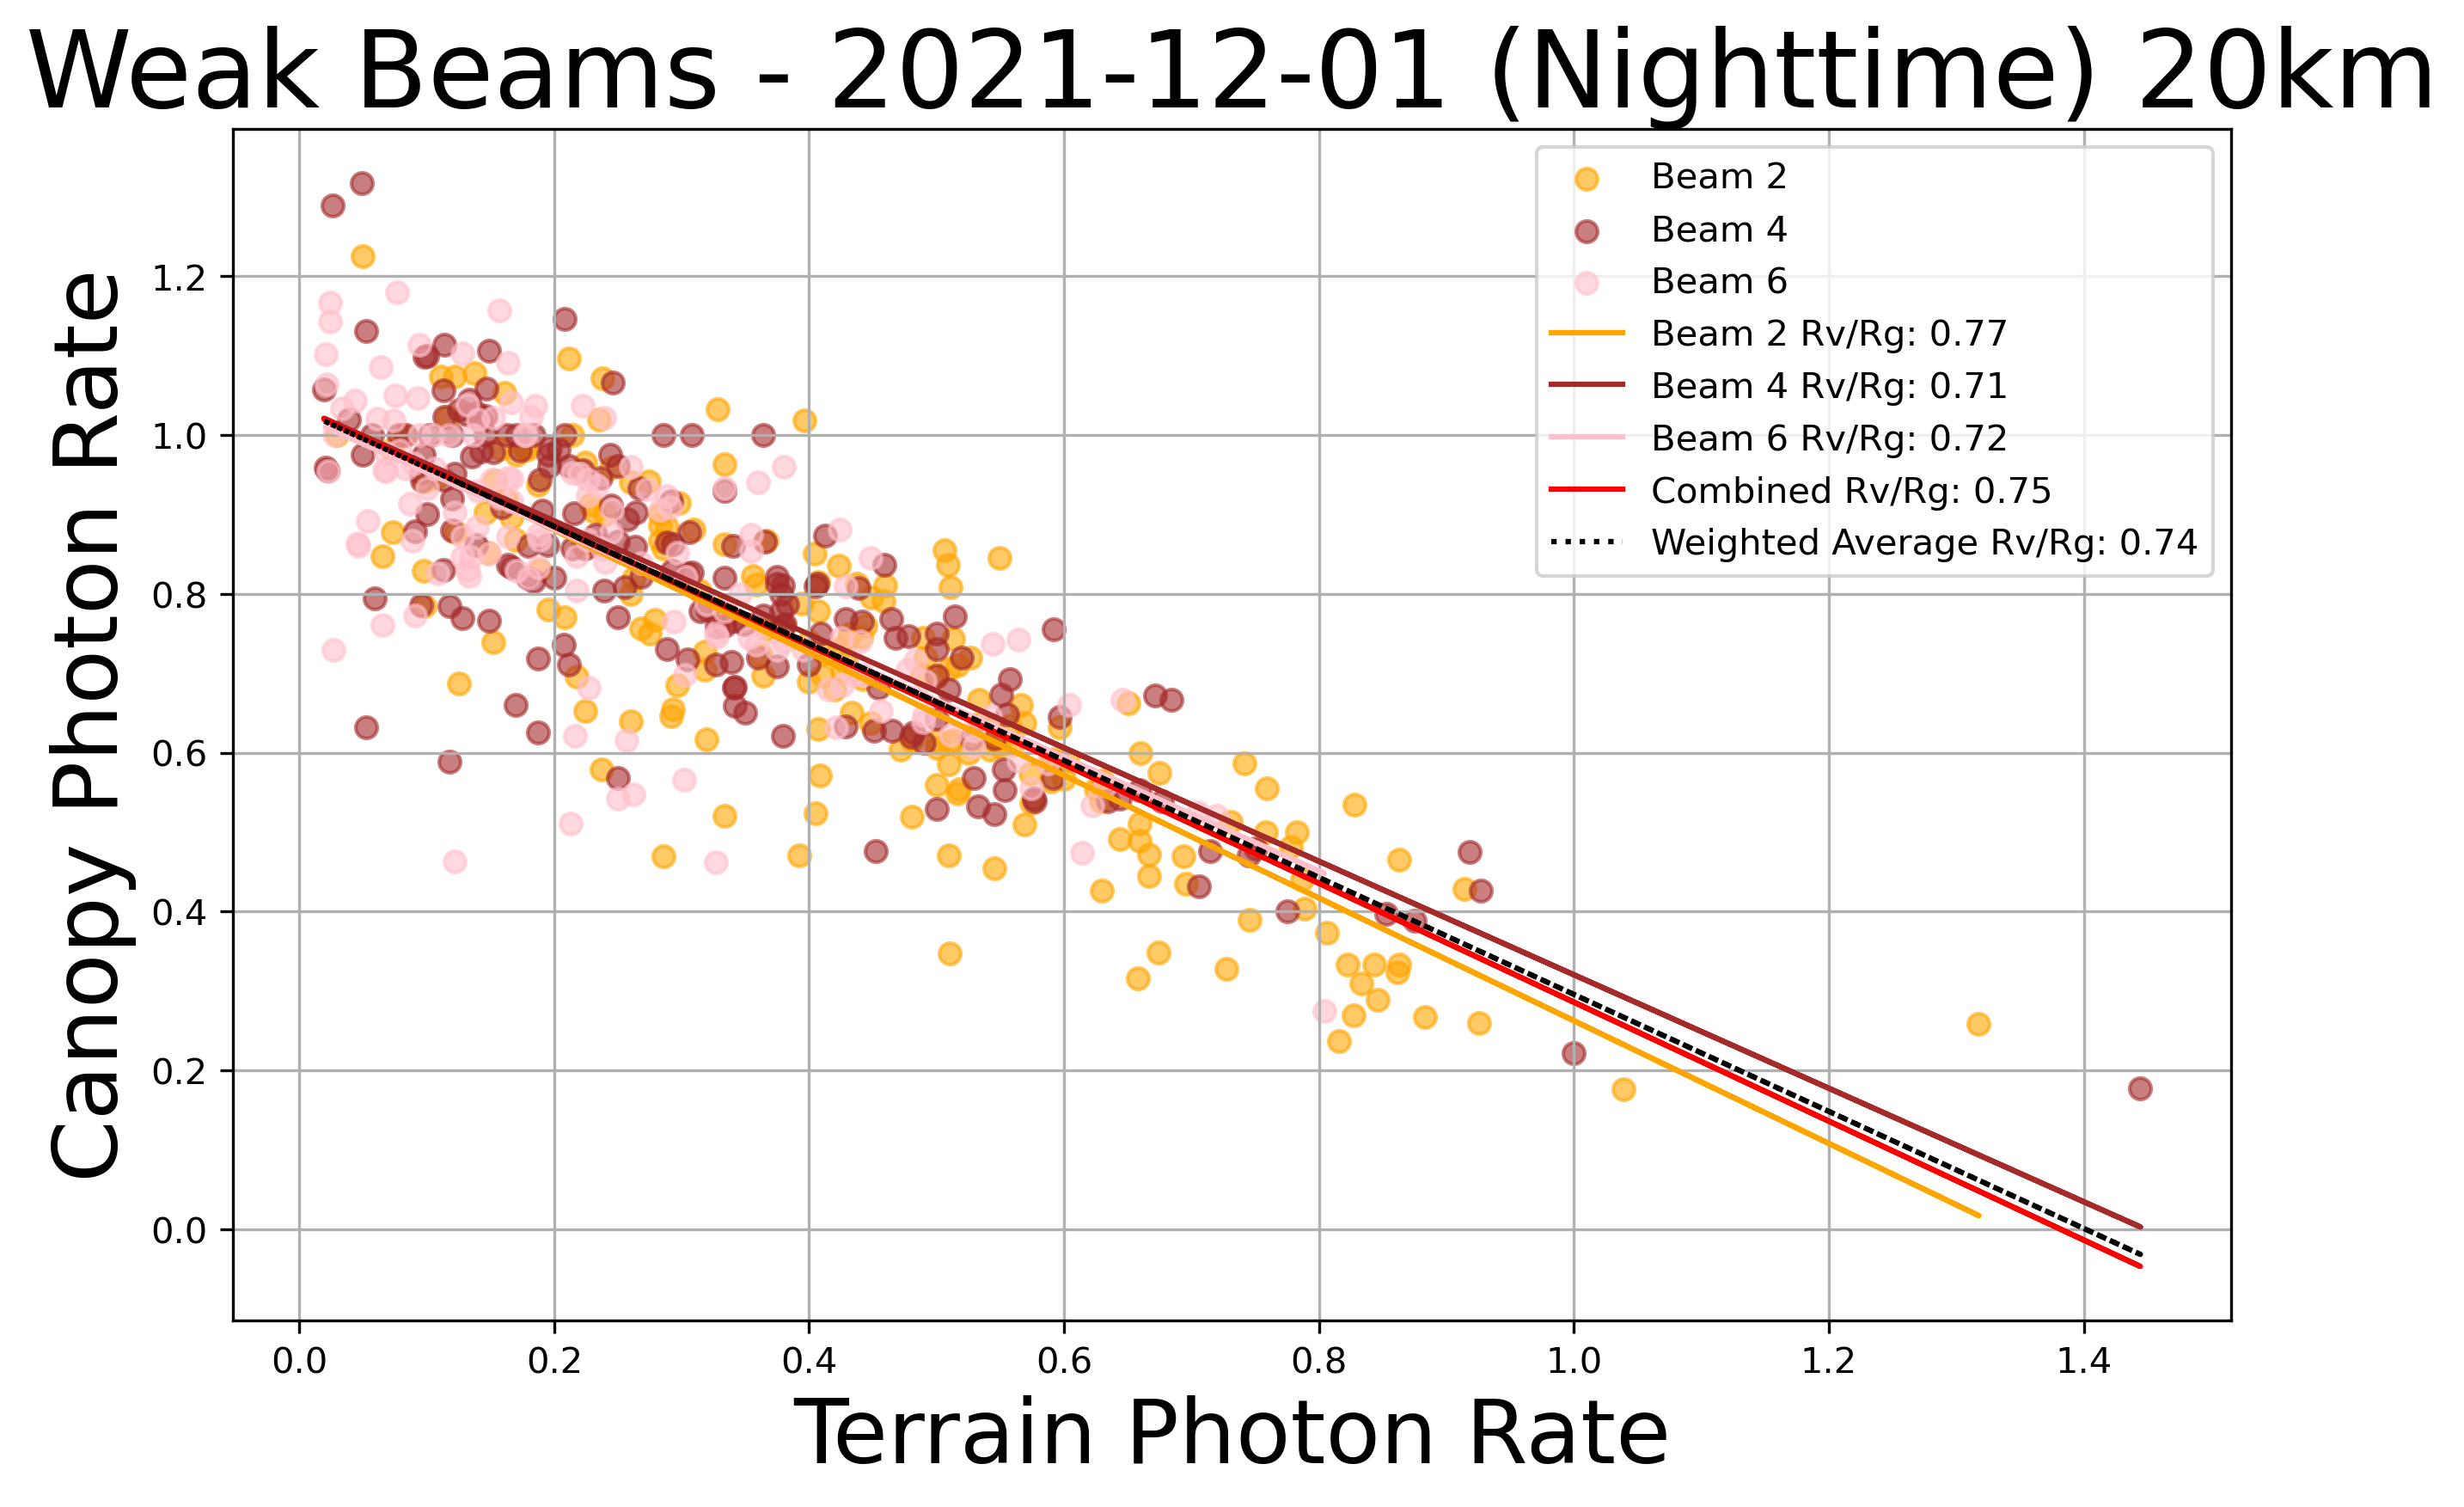 Weak Beams - 2021-12-01 (Nighttime) 20km
Canopy Photon Rate
1.2
1.0
0.8
0.6
0.4
0.2
0.0
Beam 2
Beam 4
Beam 6
Beam 2 Rv/Rg: 0.77
Beam 4 Rv/Rg: 0.71
Beam 6 Rv/Rg: 0.72
Combined Rv/Rg: 0.75
Weighted Average Rv/Rg: 0.74
0.0 0.2 0.4 0.6 0.8 1.0 1.2 1.4
Terrain Photon Rate